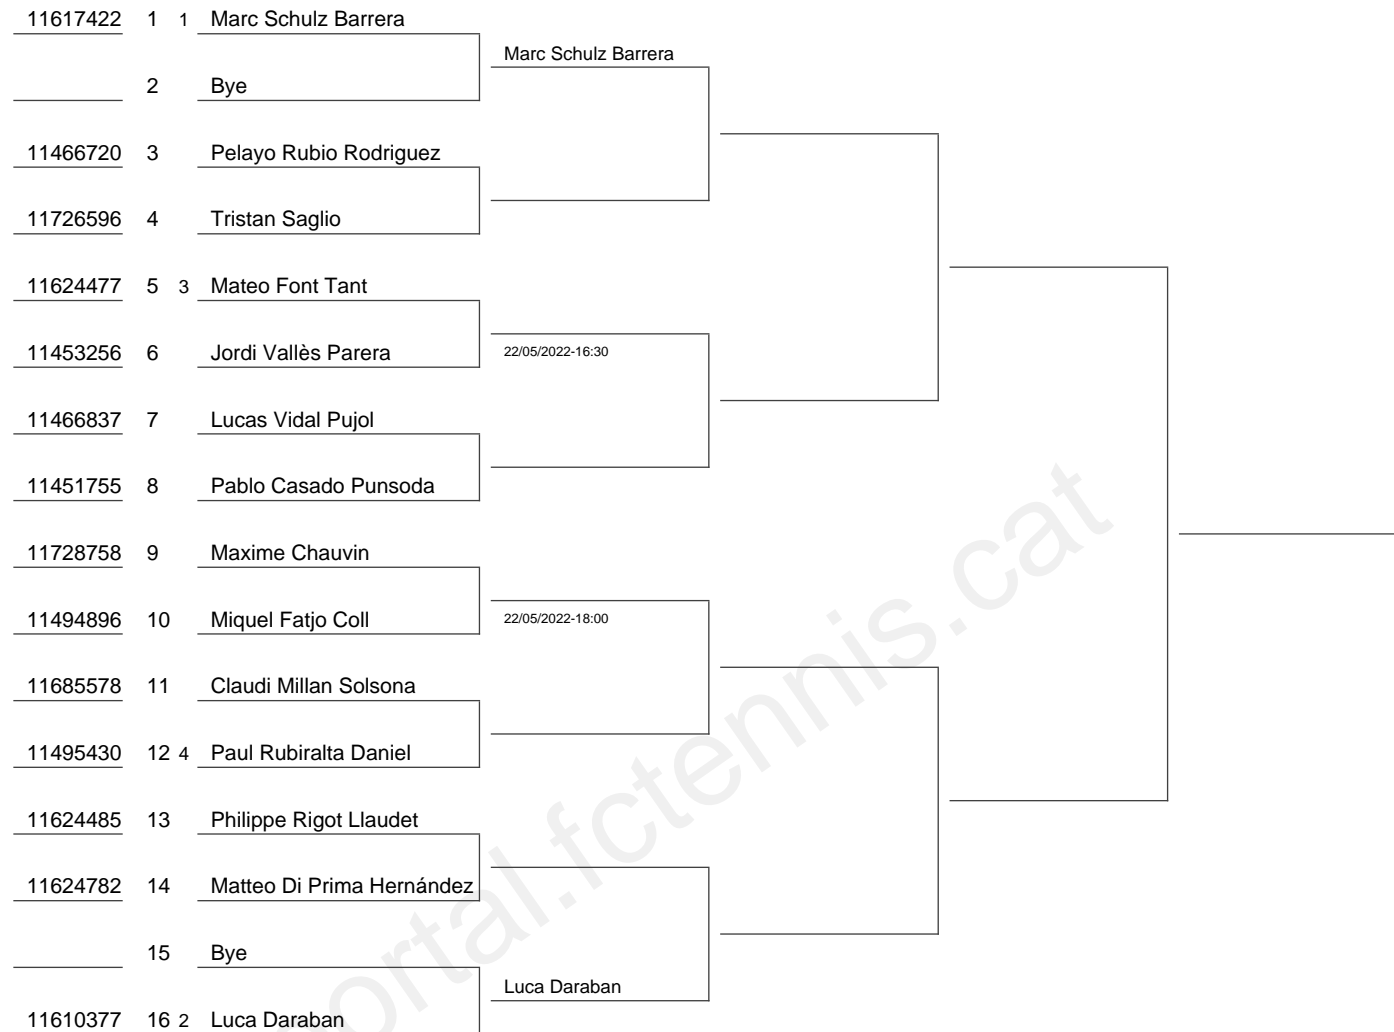 11617422 1 1 Marc Schulz Barrera
Marc Schulz Barrera
2 Bye
11466720 3 Pelayo Rubio Rodriguez
11726596 4 Tristan Saglio
11624477 5 3 Mateo Font Tant
11453256 6 Jordi Vallès Parera
22/05/2022-16:30
11466837 7 Lucas Vidal Pujol
11451755 8 Pablo Casado Punsoda
11728758 9 Maxime Chauvin
11494896 10 Miquel Fatjo Coll
22/05/2022-18:00
11685578 11 Claudi Millan Solsona
11495430 12 4 Paul Rubiralta Daniel
11624485 13 Philippe Rigot Llaudet
11624782 14 Matteo Di Prima Hernández
15 Bye
Luca Daraban
11610377 16 2 Luca Daraban
ortal.fctennis.cat